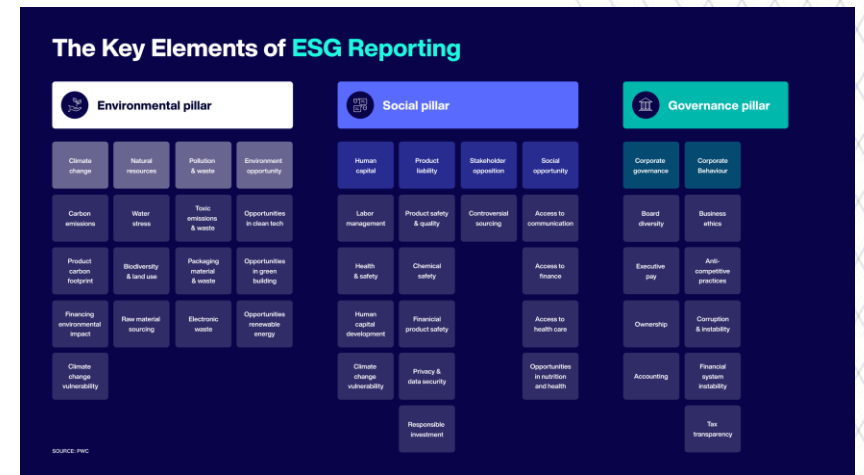 The Key Elements of ESG Reporting
Environmental pillar
Climate
change
Natural
resources
Pollution
& waste
Environment
opportunity
Carbon
emissions
Water
stress
Toxic
emissions
& waste
Opportunities
in clean tech
Product
carbon
footprint
Biodiversity
& land use
Packaging
material
& waste
Opportunities
in green
building
Financing
environmental
impact
Raw material
sourcing
Electronic
waste
Opportunities
renewable
energy
Climate
change
vulnerability
Social pillar
Human
capital
Product
liability
Stakeholder
opposition
Social
opportunity
Labor
management
Product safety
& quality
Controversial
sourcing
Access to
communication
Health
& safety
Chemical
safety
Access to
finance
Human
capital
development
Finanicial
product safety
Access to
health care
Climate
change
vulnerability
Privacy &
data security
Opportunities
in nutrition
and health
Responsible
investment
Governance pillar
Corporate
governance
Corporate
Behaviour
Board
diversity
Business
ethics
Executive
pay
Anti-
competitive
practices
Ownership
Corruption
& instability
Accounting
Financial
system
instability
Tax
transparency
SOURCE: PWC